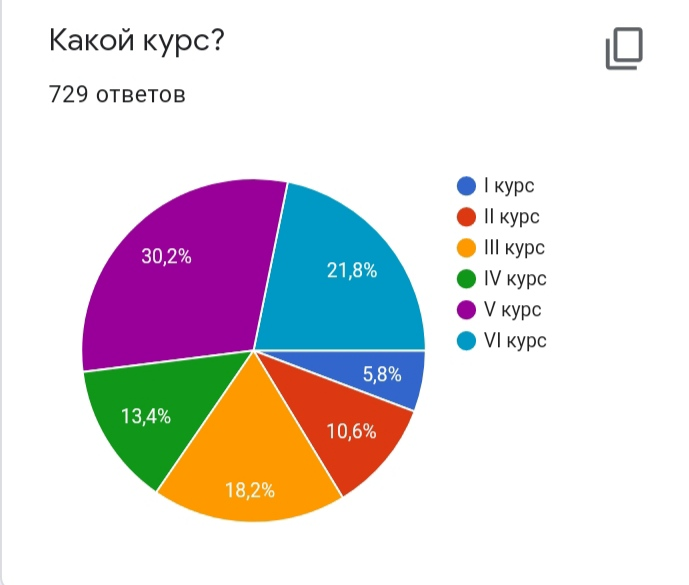 Какой курс?
729 ответов
I курс
II курс
III курс
IV курс
V курс
VI курс
30,2%
21,8%
5,8%
13,4%
10,6%
18,2%